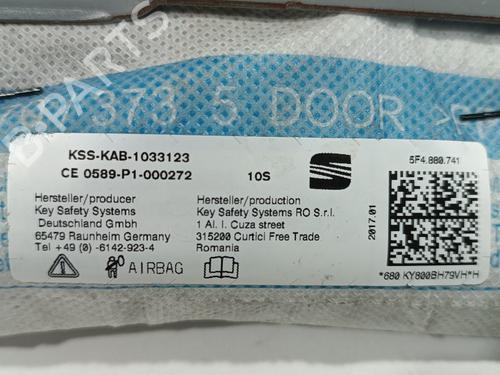 373 5 DOOR >
KSS-KAB-1033123
CE 0589-P1-000272 10S
5F4.880.741
Hersteller/producer
Key Safety Systems
Deutschland GmbH
65479 Raunheim Germany
Tel +49 (0) -6142-923-4
Hersteller/production
Key Safety Systems RO S.r.l.
1 Al. I. Cuza street
315200 Curtici Free Trade
Romania
2017.01
AIRBAG
*680 KY800BH79VH*H